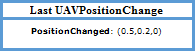 Last UAVPositionChange
PositionChanged: (0.5,0.2,0)